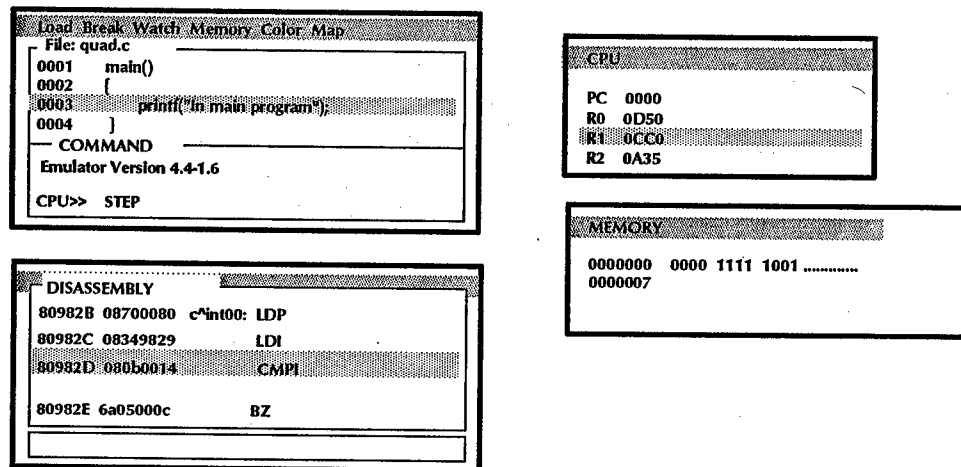 Load Break Watch Memory Color Map
File: quad.c
0001 main()
0002 {
0003 printf("in main program");
0004 }
COMMAND
Emulator Version 4.4-1.6
CPU>> STEP
DISASSEMBLY
80982B 08700080 c^int00: LDP
80982C 08349829 LDI
80982D 080b0014 CMPI
80982E 6a05000c BZ
CPU
PC 0000
R0 0D50
R1 0CC0
R2 0A35
MEMORY
0000000 0000 1111 1001 .............
0000007